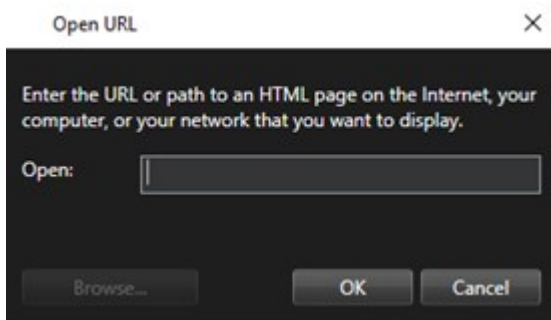 Open URL
Enter the URL or path to an HTML page on the Internet, your
computer, or your network that you want to display.
Open:
Browse...
OK
Cancel